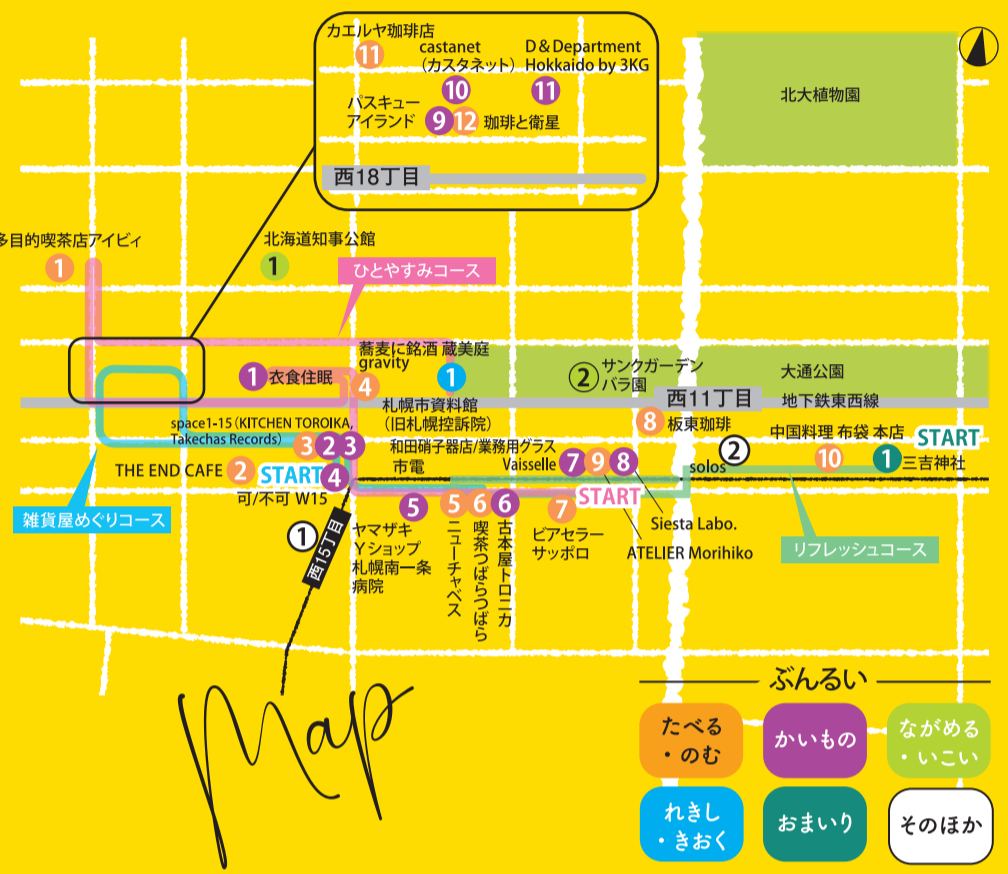 カエルヤ珈琲店
11
castanet
(カスタネット)
10
D & Department
Hokkaido by 3KG
11
パスキュー
アイランド
9
12
珈琲と衛星
西18丁目
北大植物園
多目的喫茶店アイビィ
1
北海道知事公館
1
ひとやすみコース
蕎麦に銘酒 蔵美庭
gravity
4
1
1
衣食住眠
札幌市資料館
(旧札幌控訴院)
2
サンクガーデン
バラ園
大通公園
西11丁目
地下鉄東西線
8
板東珈琲
space1-15 (KITCHEN TOROIKA,
Takechas Records)
3
2
3
和田硝子器店/業務用グラス
Vaisselle
7
9
8
市電
solos
2
中国料理 布袋 本店
10
START
1
三吉神社
THE END CAFE
2
START
4
可/不可 W15
雑貨屋めぐりコース
1
西15丁目
5
ヤマザキ
Yショップ
札幌南一条
病院
5
ニューチャベス
6
喫茶つばらつばら
6
古本屋トロニカ
7
ビアセラー
サッポロ
START
Siesta Labo.
ATELIER Morihiko
リフレッシュコース
Map
ぶんるい
たべる
・のむ
かいもの
ながめる
・いこい
れきし
・きおく
おまいり
そのほか